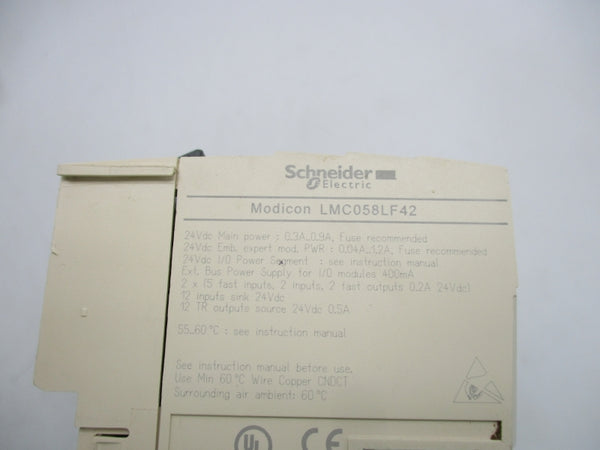 Schneider
Electric
Modicon LMC058LF42
24Vdc Main power : 0.3A..0.9A, Fuse recommended
24Vdc Emb. expert mod. PWR : 0.04A..1.2A, Fuse recommended
24Vdc I/O Power Segment : see instruction manual
Ext. Bus Power Supply for I/O modules 400mA
2 x (5 fast inputs, 2 inputs, 2 fast outputs 0.2A 24Vdc)
12 inputs sink 24Vdc
12 TR outputs source 24Vdc 0.5A
55..60 °C : see instruction manual
See instruction manual before use.
Use Min 60 °C Wire Copper CNDCT
Surrounding air ambient: 60 °C
UL
CE